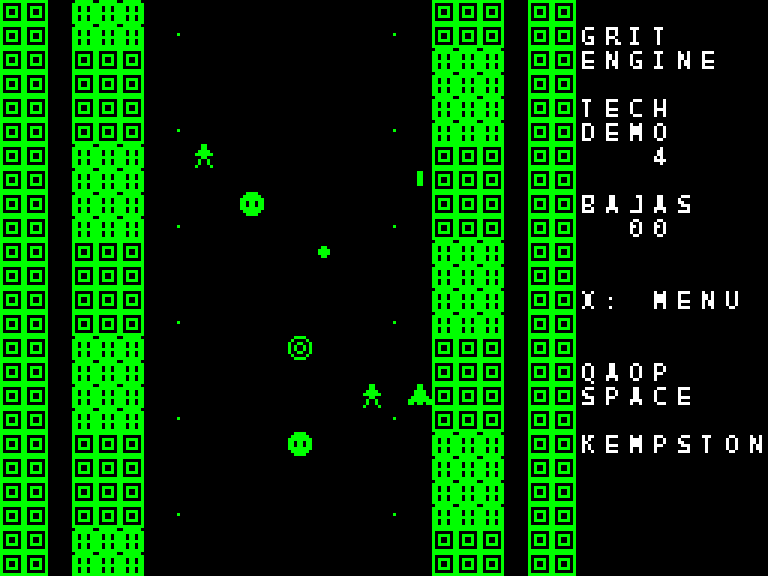 GRIT
ENGINE
TECH
DEMO
4
BAJAS
00
X: MENU
QAOP
SPACE
KEMPSTON